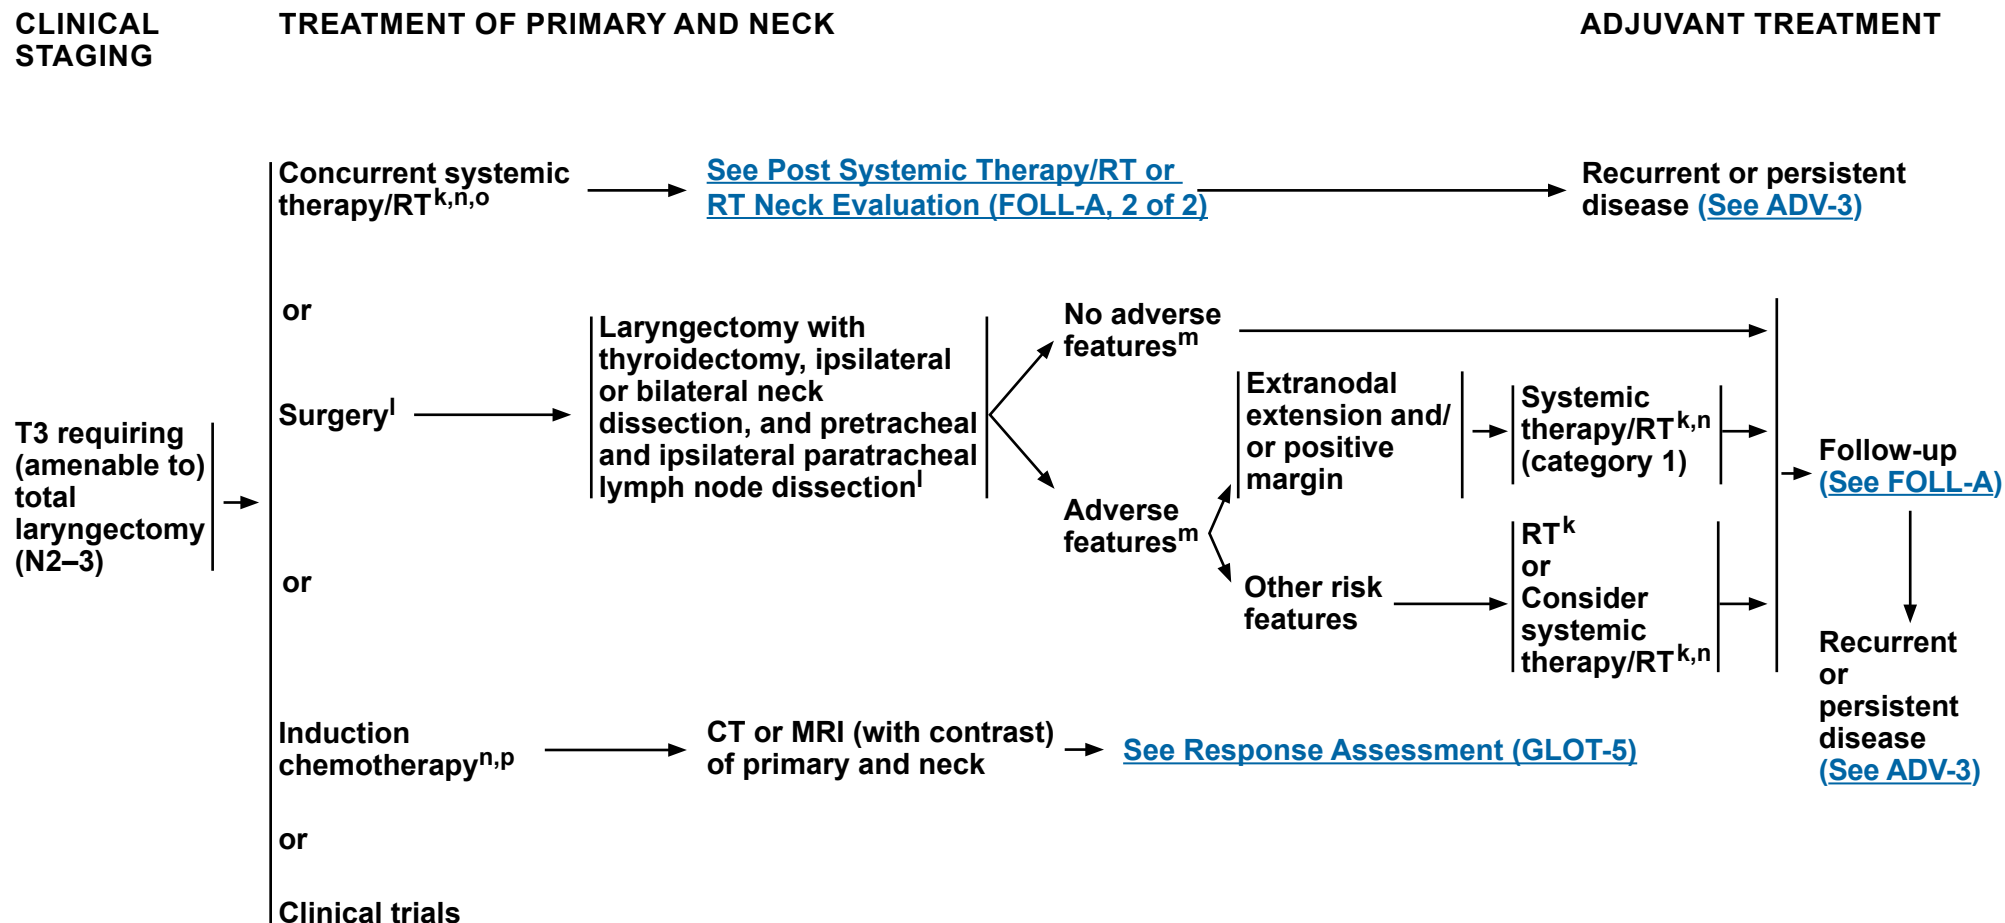 CLINICAL
STAGING
TREATMENT OF PRIMARY AND NECK
ADJUVANT TREATMENT
T3 requiring
(amenable to)
total
laryngectomy
(N2–3)
Concurrent systemic
therapy/RTk,n,o
See Post Systemic Therapy/RT or
RT Neck Evaluation (FOLL-A, 2 of 2)
Recurrent or persistent
disease (See ADV-3)
or
Surgeryl
Laryngectomy with
thyroidectomy, ipsilateral
or bilateral neck
dissection, and pretracheal
and ipsilateral paratracheal
lymph node dissectionl
No adverse
featuresm
Adverse
featuresm
Extranodal
extension and/
or positive
margin
Systemic
therapy/RTk,n
(category 1)
Other risk
features
RTk
or
Consider
systemic
therapy/RTk,n
Follow-up
(See FOLL-A)
Recurrent
or
persistent
disease
(See ADV-3)
or
Induction
chemotherapyn,p
CT or MRI (with contrast)
of primary and neck
See Response Assessment (GLOT-5)
or
Clinical trials